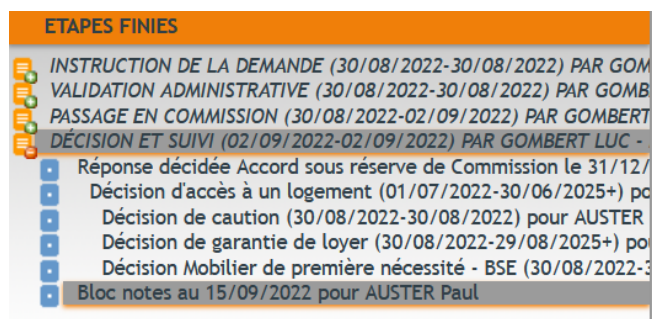 ETAPES FINIES
INSTRUCTION DE LA DEMANDE (30/08/2022-30/08/2022) PAR GOM
VALIDATION ADMINISTRATIVE (30/08/2022-30/08/2022) PAR GOMB
PASSAGE EN COMMISSION (30/08/2022-02/09/2022) PAR GOMBERT
DÉCISION ET SUIVI (02/09/2022-02/09/2022) PAR GOMBERT LUC -
Réponse décidée Accord sous réserve de Commission le 31/12/
Décision d'accès à un logement (01/07/2022-30/06/2025+) po
Décision de caution (30/08/2022-30/08/2022) pour AUSTER
Décision de garantie de loyer (30/08/2022-29/08/2025+) po
Décision Mobilier de première nécessité - BSE (30/08/2022-3
Bloc notes au 15/09/2022 pour AUSTER Paul